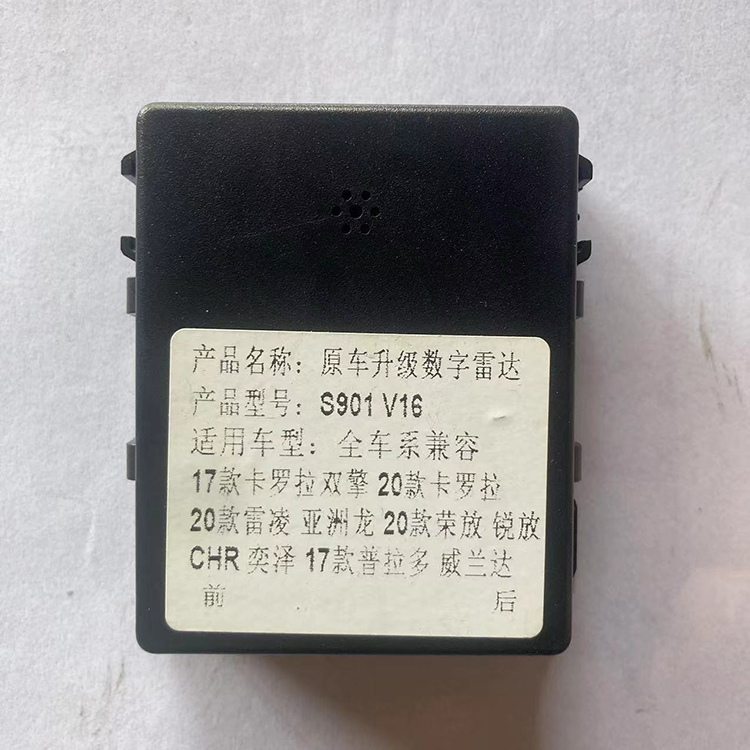 产品名称：原车升级数字雷达
产品型号：S901 V16
适用车型：全车系兼容
17款卡罗拉双擎 20款卡罗拉
20款雷凌 亚洲龙 20款荣放 锐放
CHR 奕泽 17款普拉多 威兰达
前 后